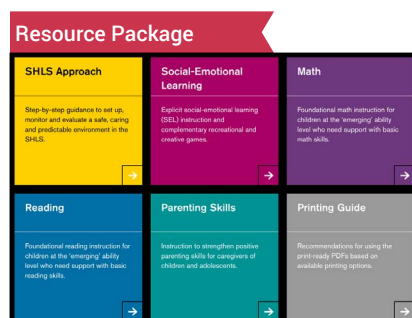 Resource Package
SHLS Approach
Step-by-step guidance to set up,
monitor and evaluate a safe, caring
and predictable environment in the
SHLS.
Social-Emotional
Learning
Explicit social-emotional learning
(SEL) instruction and
complementary recreational and
creative games.
Math
Foundational math instruction for
children at the 'emerging' ability
level who need support with basic
math skills.
Reading
Foundational reading instruction for
children at the 'emerging' ability
level who need support with basic
reading skills.
Parenting Skills
Instruction to strengthen positive
parenting skills for caregivers of
children and adolescents.
Printing Guide
Recommendations for using the
print-ready PDFs based on
available printing options.